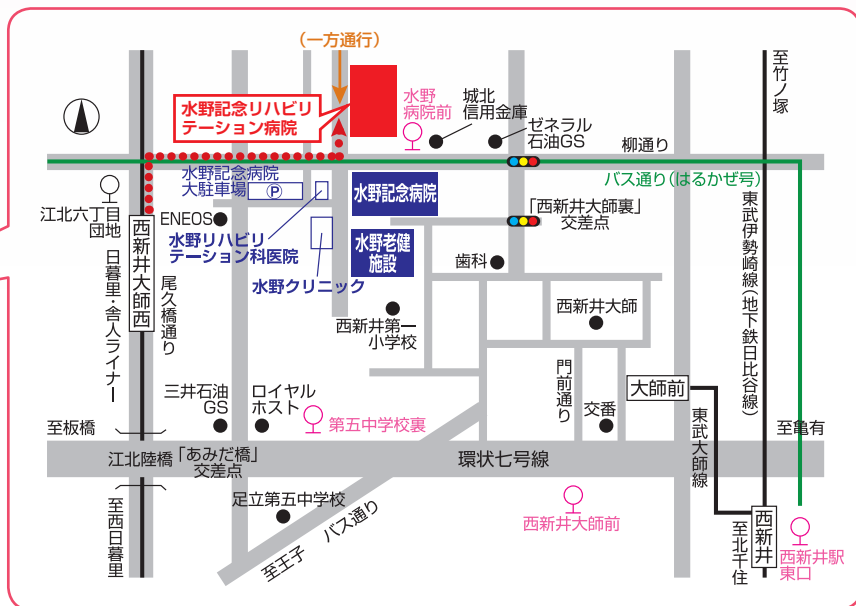 (一方通行)
至竹ノ塚
水野記念リハビリ
テーション病院
水野
病院前
城北
信用金庫
ゼネラル
石油GS
柳通り
バス通り(はるかぜ号)
水野記念病院
大駐車場
P
水野記念病院
江北六丁目
団地
ENEOS
「西新井大師裏」
交差点
水野リハビリ
テーション科医院
水野老健
施設
水野クリニック
歯科
西新井大師西
尾久橋通り
日暮里・舎人ライナー
東武伊勢崎線(地下鉄日比谷線)
西新井第一
小学校
西新井大師
門前通り
大師前
三井石油
GS
ロイヤル
ホスト
第五中学校裏
交番
東武大師線
至板橋
至亀有
江北陸橋
「あみだ橋」
交差点
環状七号線
至西日暮里
足立第五中学校
バス通り
至王子
西新井大師前
西新井
至北千住
西新井駅
東口